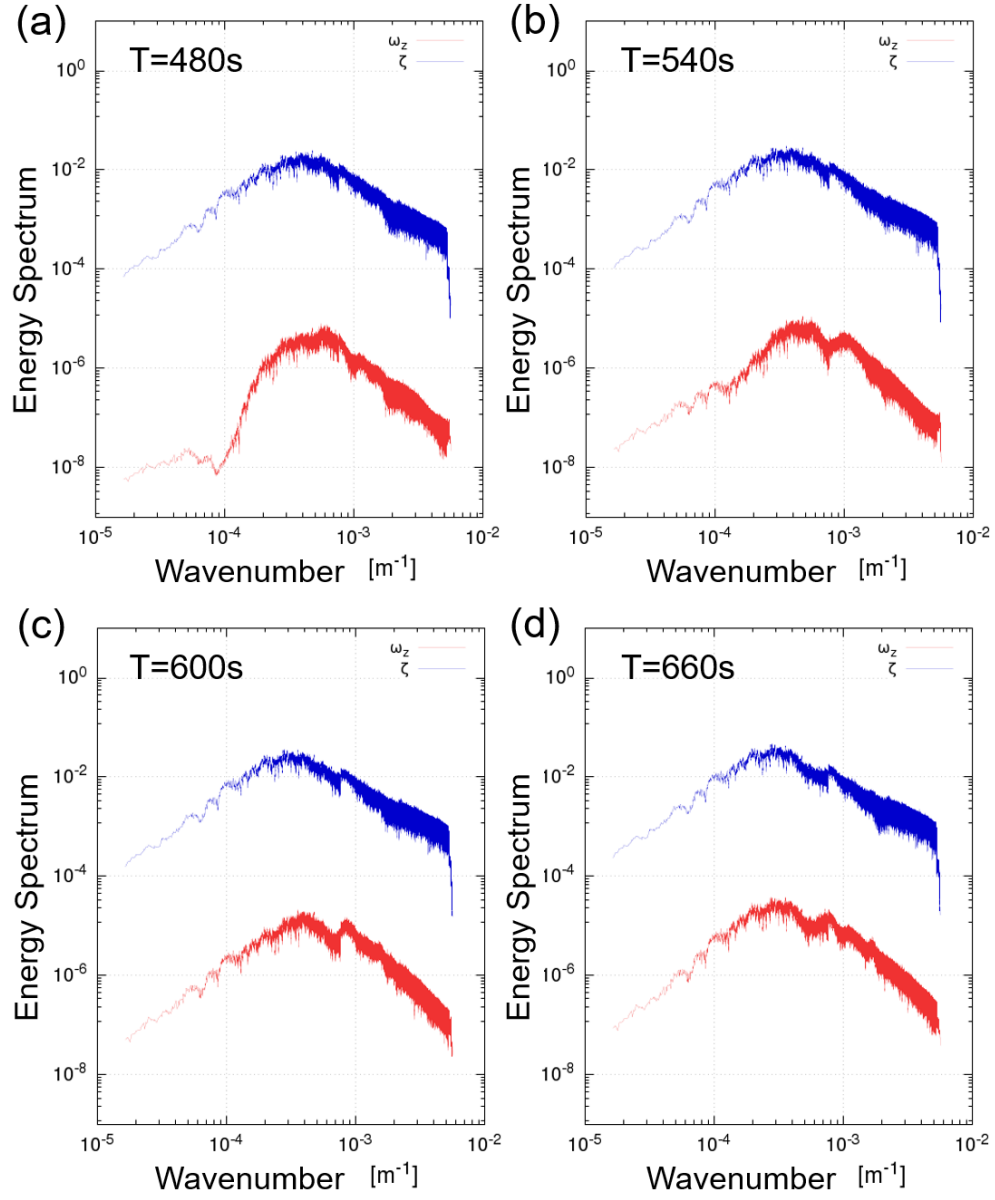 (a)
T=480s
ω_z
ζ
10^0
10^-2
10^-4
10^-6
10^-8
Energy Spectrum
10^-5
10^-4
10^-3
10^-2
Wavenumber [m^-1]
(b)
T=540s
ω_z
ζ
10^0
10^-2
10^-4
10^-6
10^-8
Energy Spectrum
10^-5
10^-4
10^-3
10^-2
Wavenumber [m^-1]
(c)
T=600s
ω_z
ζ
10^0
10^-2
10^-4
10^-6
10^-8
Energy Spectrum
10^-5
10^-4
10^-3
10^-2
Wavenumber [m^-1]
(d)
T=660s
ω_z
ζ
10^0
10^-2
10^-4
10^-6
10^-8
Energy Spectrum
10^-5
10^-4
10^-3
10^-2
Wavenumber [m^-1]